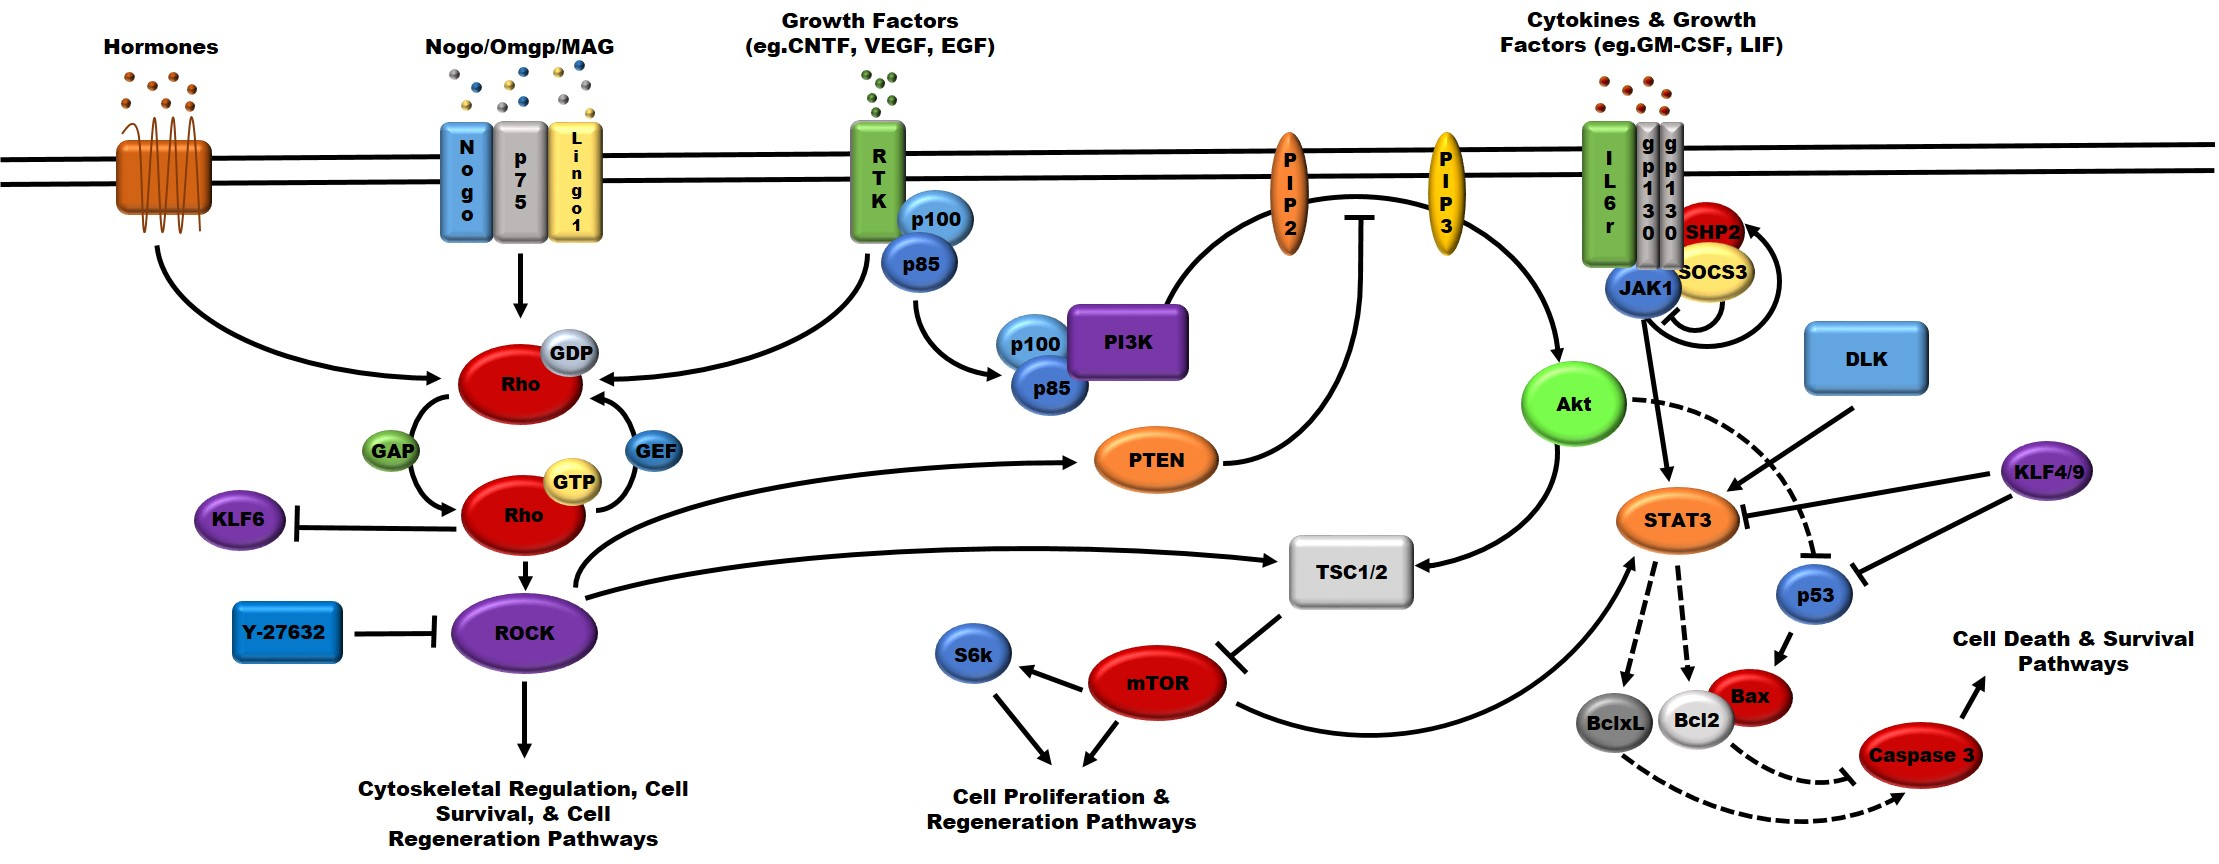 Hormones
Nogo/Omgp/MAG
Growth Factors
(eg.CNTF, VEGF, EGF)
Cytokines & Growth
Factors (eg.GM-CSF, LIF)
Nogo
p75
Lingo1
RTK
p100
p85
PIP2
PIP3
IL6r
gp130
gp130
SHP2
SOCS3
JAK1
GDP
Rho
p100
p85
PI3K
DLK
Akt
GAP
GEF
PTEN
KLF4/9
GTP
Rho
KLF6
STAT3
TSC1/2
p53
Y-27632
ROCK
S6k
mTOR
Cell Death & Survival
Pathways
BclxL
Bcl2
Bax
Caspase 3
Cytoskeletal Regulation, Cell
Survival, & Cell
Regeneration Pathways
Cell Proliferation &
Regeneration Pathways